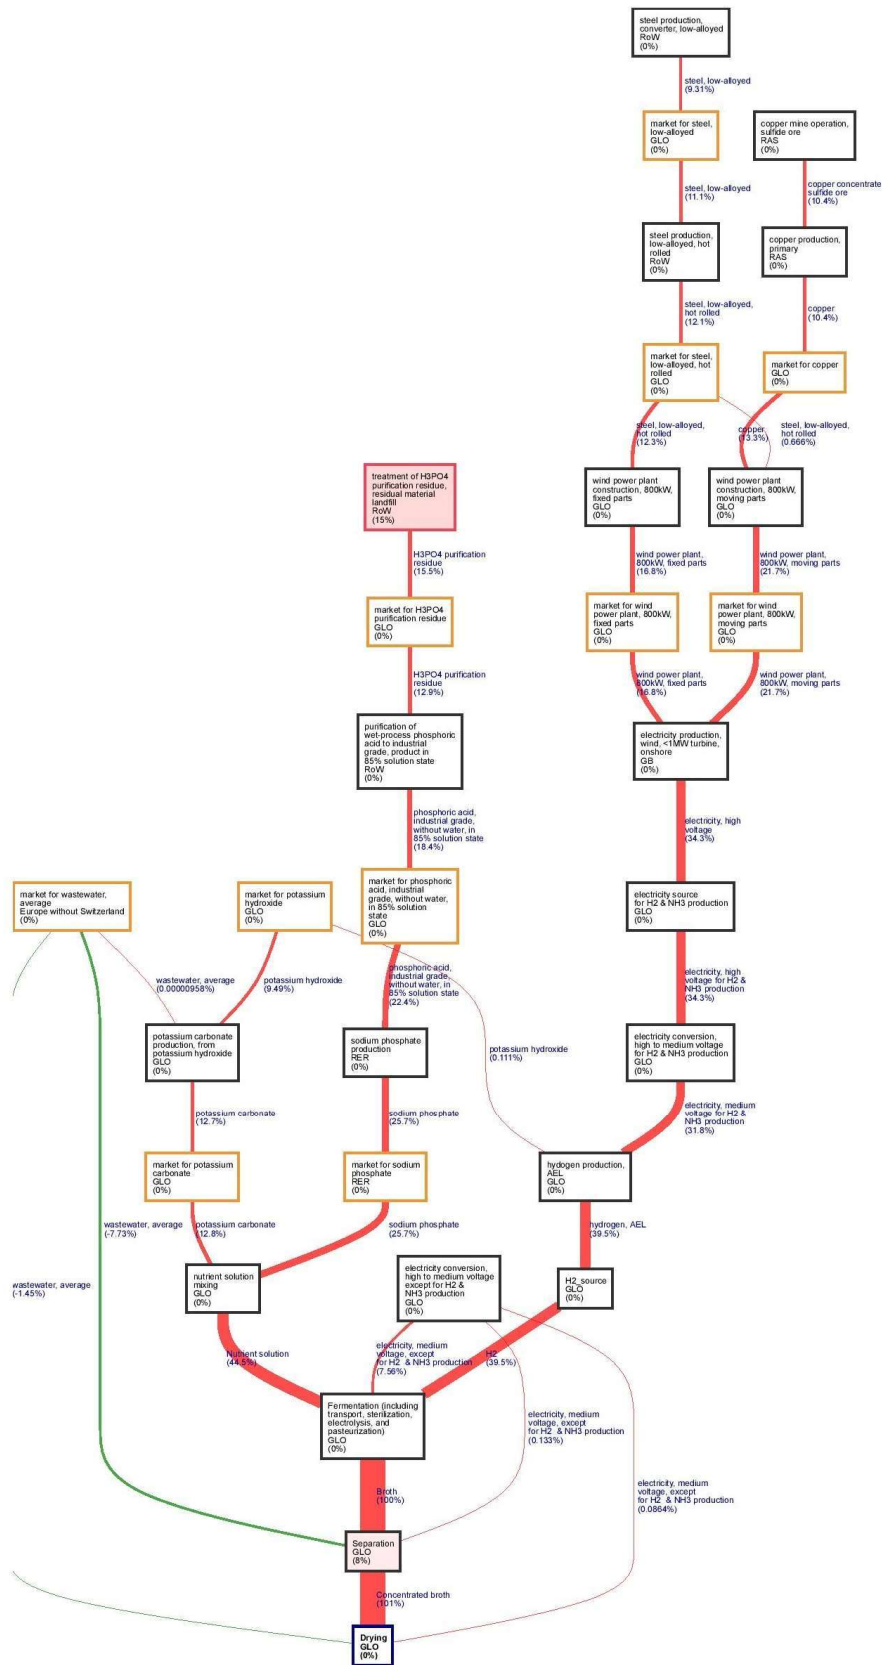 steel production,
converter, low-alloyed
RoW
(0%)
steel, low-alloyed
(9.31%)
market for steel,
low-alloyed
GLO
(0%)
copper mine operation,
sulfide ore
RAS
(0%)
steel, low-alloyed
(11.1%)
copper concentrate
sulfide ore
(10.4%)
steel production,
low-alloyed, hot
rolled
RoW
(0%)
copper production,
primary
RAS
(0%)
steel, low-alloyed,
hot rolled
(12.1%)
copper
(10.4%)
market for steel,
low-alloyed, hot
rolled
GLO
(0%)
market for copper
GLO
(0%)
steel, low-alloyed,
hot rolled
(12.3%)
copper
(13.3%)
steel, low-alloyed,
hot rolled
(0.666%)
treatment of H3PO4
purification residue,
residual material
landfill
RoW
(15%)
wind power plant
construction, 800kW,
fixed parts
GLO
(0%)
wind power plant
construction, 800kW,
moving parts
GLO
(0%)
H3PO4 purification
residue
(15.5%)
wind power plant,
800kW, fixed parts
(16.8%)
wind power plant,
800kW, moving parts
(21.7%)
market for H3PO4
purification residue
GLO
(0%)
market for wind
power plant, 800kW,
fixed parts
GLO
(0%)
market for wind
power plant, 800kW,
moving parts
GLO
(0%)
H3PO4 purification
residue
(12.9%)
wind power plant,
800kW, fixed parts
(16.8%)
wind power plant,
800kW, moving parts
(21.7%)
purification of
wet-process phosphoric
acid to industrial
grade, product in
85% solution state
RoW
(0%)
electricity production,
wind, <1MW turbine,
onshore
GB
(0%)
phosphoric acid,
industrial grade,
without water, in
85% solution state
(18.4%)
electricity, high
voltage
(34.3%)
market for wastewater,
average
Europe without Switzerland
(0%)
market for potassium
hydroxide
GLO
(0%)
market for phosphoric
acid, industrial
grade, without water,
in 85% solution
state
GLO
(0%)
electricity source
for H2 & NH3 production
GLO
(0%)
wastewater, average
(0.00000958%)
potassium hydroxide
(9.49%)
phosphoric acid,
industrial grade,
without water, in
85% solution state
(22.4%)
electricity, high
voltage for H2 &
NH3 production
(34.3%)
potassium carbonate
production, from
potassium hydroxide
GLO
(0%)
sodium phosphate
production
RER
(0%)
potassium hydroxide
(0.111%)
electricity conversion,
high to medium voltage
for H2 & NH3 production
GLO
(0%)
potassium carbonate
(12.7%)
sodium phosphate
(25.7%)
electricity, medium
voltage for H2 &
NH3 production
(31.8%)
market for potassium
carbonate
GLO
(0%)
market for sodium
phosphate
RER
(0%)
hydogen production,
AEL
GLO
(0%)
wastewater, average
(-7.73%)
potassium carbonate
(12.8%)
sodium phosphate
(25.7%)
hydrogen, AEL
(39.5%)
wastewater, average
(-1.45%)
nutrient solution
mixing
GLO
(0%)
electricity conversion,
high to medium voltage
except for H2 &
NH3 production
GLO
(0%)
H2_source
GLO
(0%)
Nutrient solution
(44.5%)
electricity, medium
voltage, except
for H2 & NH3 production
(7.56%)
H2
(39.5%)
Fermentation (including
transport, sterilization,
electrolysis, and
pasteurization)
GLO
(0%)
electricity, medium
voltage, except
for H2 & NH3 production
(0.133%)
Broth
(100%)
electricity, medium
voltage, except
for H2 & NH3 production
(0.0864%)
Separation
GLO
(8%)
Concentrated broth
(101%)
Drying
GLO
(0%)